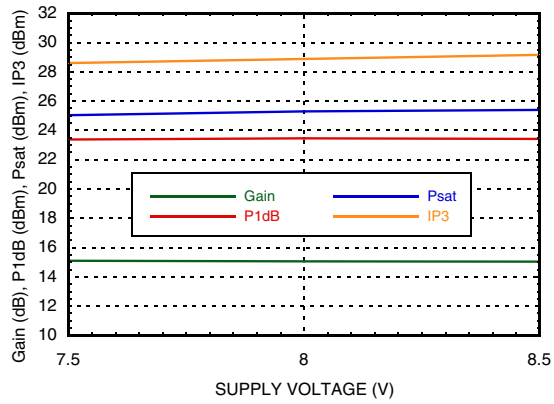 Gain (dB), P1dB (dBm), Psat (dBm), IP3 (dBm)
32
30
28
26
24
22
20
18
16
14
12
10
Gain
Psat
P1dB
IP3
7.5
8
8.5
SUPPLY VOLTAGE (V)